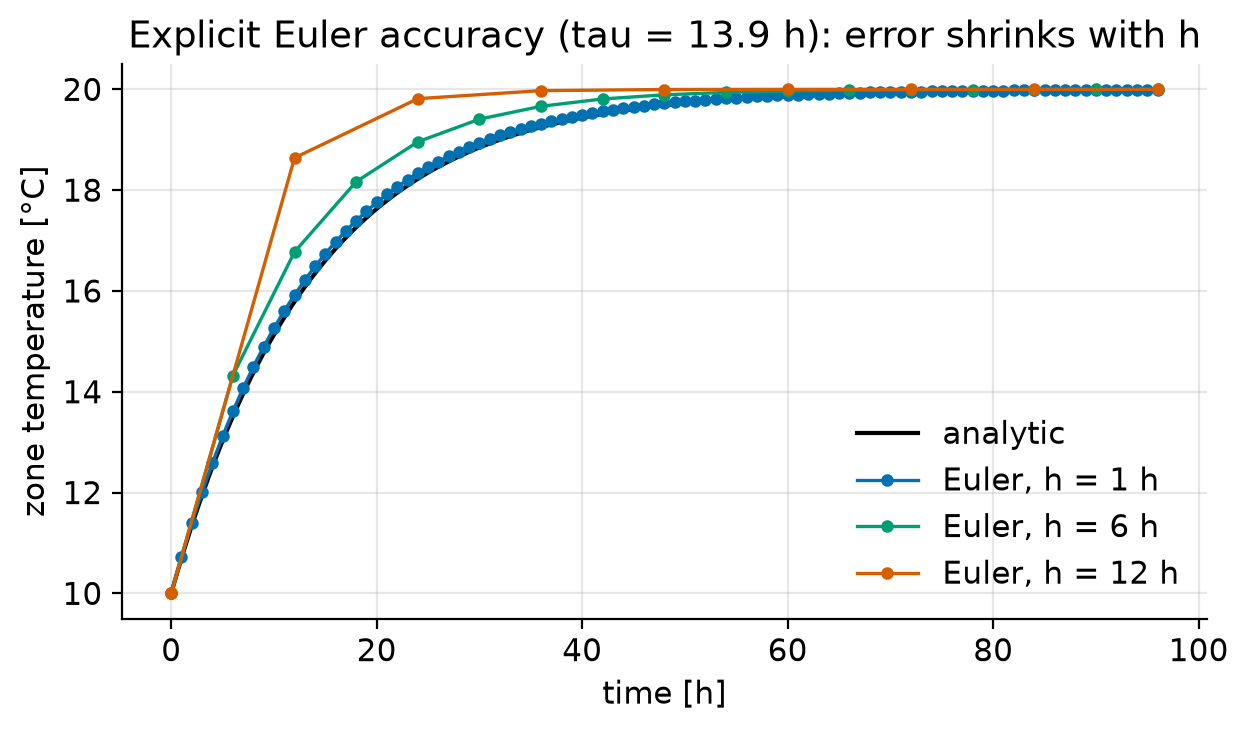 Explicit Euler accuracy (tau = 13.9 h): error shrinks with h
zone temperature [°C]
20
18
16
14
12
10
analytic
Euler, h = 1 h
Euler, h = 6 h
Euler, h = 12 h
0 20 40 60 80 100
time [h]